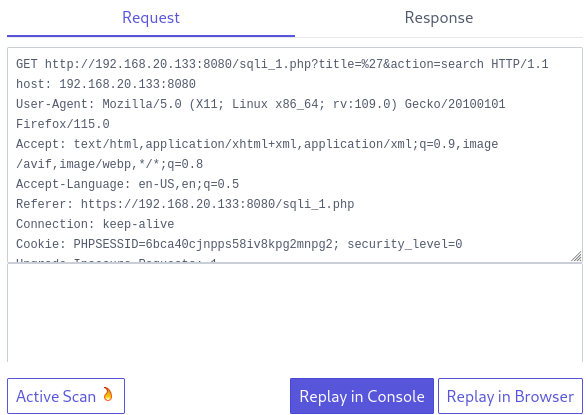 Request
Response
GET http://192.168.20.133:8080/sqli_1.php?title=%27&action=search HTTP/1.1
host: 192.168.20.133:8080
User-Agent: Mozilla/5.0 (X11; Linux x86_64; rv:109.0) Gecko/20100101
Firefox/115.0
Accept: text/html,application/xhtml+xml,application/xml;q=0.9,image
/avif,image/webp,*/*;q=0.8
Accept-Language: en-US,en;q=0.5
Referer: https://192.168.20.133:8080/sqli_1.php
Connection: keep-alive
Cookie: PHPSESSID=6bca40cjnpps58iv8kpg2mnpg2; security_level=0
Upgrade-Insecure-Requests: 1
Active Scan
Replay in Console
Replay in Browser